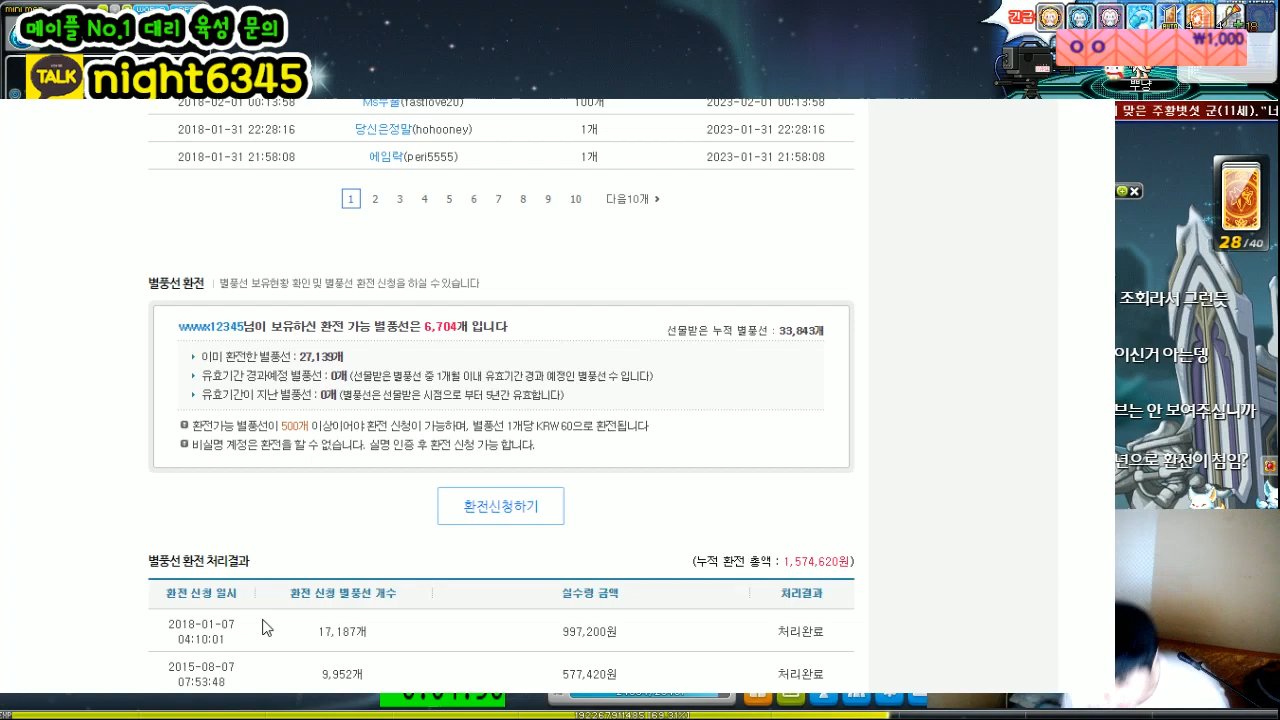 메이플 No.1 대리 육성 문의
TALK night6345
긴급
₩1,000
뿌냥
2018-02-01 00:13:58 100개 2023-02-01 00:13:58
2018-01-31 22:28:16 당신은정말(hohooney) 1개 2023-01-31 22:28:16
2018-01-31 21:58:08 에임락(peri5555) 1개 2023-01-31 21:58:08
1 2 3 4 5 6 7 8 9 10 다음10개
맞은 주황벗섯 군(11세)."너
28/40
별풍선 환전 별풍선 보유현황 확인 및 별풍선 환전 신청을 하실 수 있습니다
wwwx12345님이 보유하신 환전 가능 별풍선은 6,704개 입니다
선물받은 누적 별풍선 : 33,843개
이미 환전한 별풍선 : 27,139개
유효기간 경과예정 별풍선 : 0개 (선물받은 별풍선 중 1개월 이내 유효기간 경과 예정인 별풍선 수 입니다)
유효기간이 지난 별풍선 : 0개 (별풍선은 선물받은 시점으로 부터 5년간 유효합니다)
환전가능 별풍선이 500개 이상이어야 환전 신청이 가능하며, 별풍선 1개당 KRW 60으로 환전됩니다
비실명 계정은 환전을 할 수 없습니다. 실명 인증 후 환전 신청 가능 합니다.
조회라서 그런듯
이신거 아는뎅
브는 안 보여주십니까
년으로 환전이 첨임?
환전신청하기
별풍선 환전 처리결과 (누적 환전 총액 : 1,574,620원)
환전 신청 일시 환전 신청 별풍선 개수 실수령 금액 처리결과
2018-01-07
04:10:01 17,187개 997,200원 처리완료
2015-08-07
07:53:48 9,952개 577,420원 처리완료